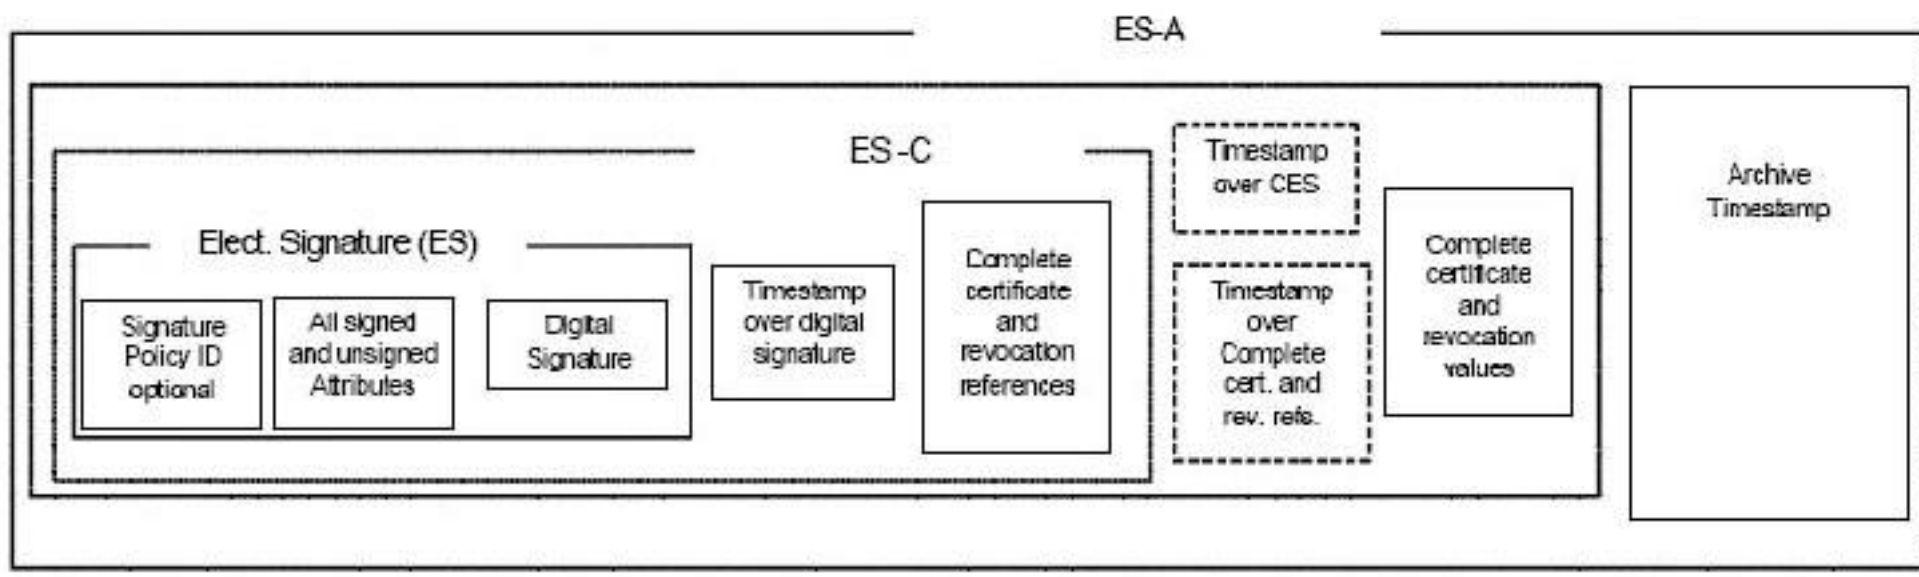 ES-A
ES-C
Elect. Signature (ES)
Signature
Policy ID
optional
All signed
and unsigned
Attributes
Digital
Signature
Timestamp
over digital
signature
Complete
certificate
and
revocation
references
Timestamp
over CES
Timestamp
over
Complete
cert. and
rev. refs.
Complete
certificate
and
revocation
values
Archive
Timestamp